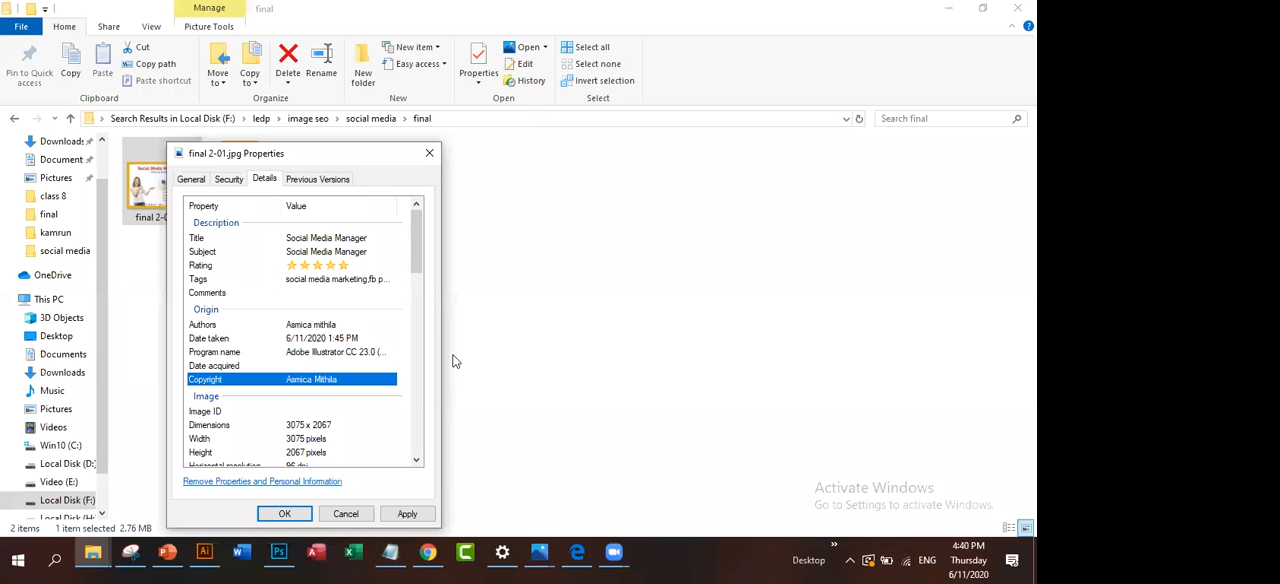 Manage
final
File
Home
Share
View
Picture Tools
Pin to Quick access
Copy
Paste
Cut
Copy path
Paste shortcut
Clipboard
Move to
Copy to
Delete
Rename
Organize
New folder
New item
Easy access
New
Properties
Open
Edit
History
Open
Select all
Select none
Invert selection
Select
Search Results in Local Disk (F:) > ledp > image seo > social media > final
Search final
Downloads
Document
Pictures
class 8
final
kamrun
social media
OneDrive
This PC
3D Objects
Desktop
Documents
Downloads
Music
Pictures
Videos
Win10 (C:)
Local Disk (D:)
Video (E:)
Local Disk (F:)
final 2-0
final 2-01.jpg Properties
General
Security
Details
Previous Versions
Property Value
Description
Title Social Media Manager
Subject Social Media Manager
Rating
Tags social media marketing,fb p...
Comments
Origin
Authors Asmica mithila
Date taken 6/11/2020 1:45 PM
Program name Adobe Illustrator CC 23.0 (...
Date acquired
Copyright Asmica Mithila
Image
Image ID
Dimensions 3075 x 2067
Width 3075 pixels
Height 2067 pixels
Horizontal resolution 96 dpi
Remove Properties and Personal Information
OK
Cancel
Apply
Activate Windows
Go to Settings to activate Windows.
2 items 1 item selected 2.76 MB
Desktop
ENG
4:40 PM
Thursday
6/11/2020